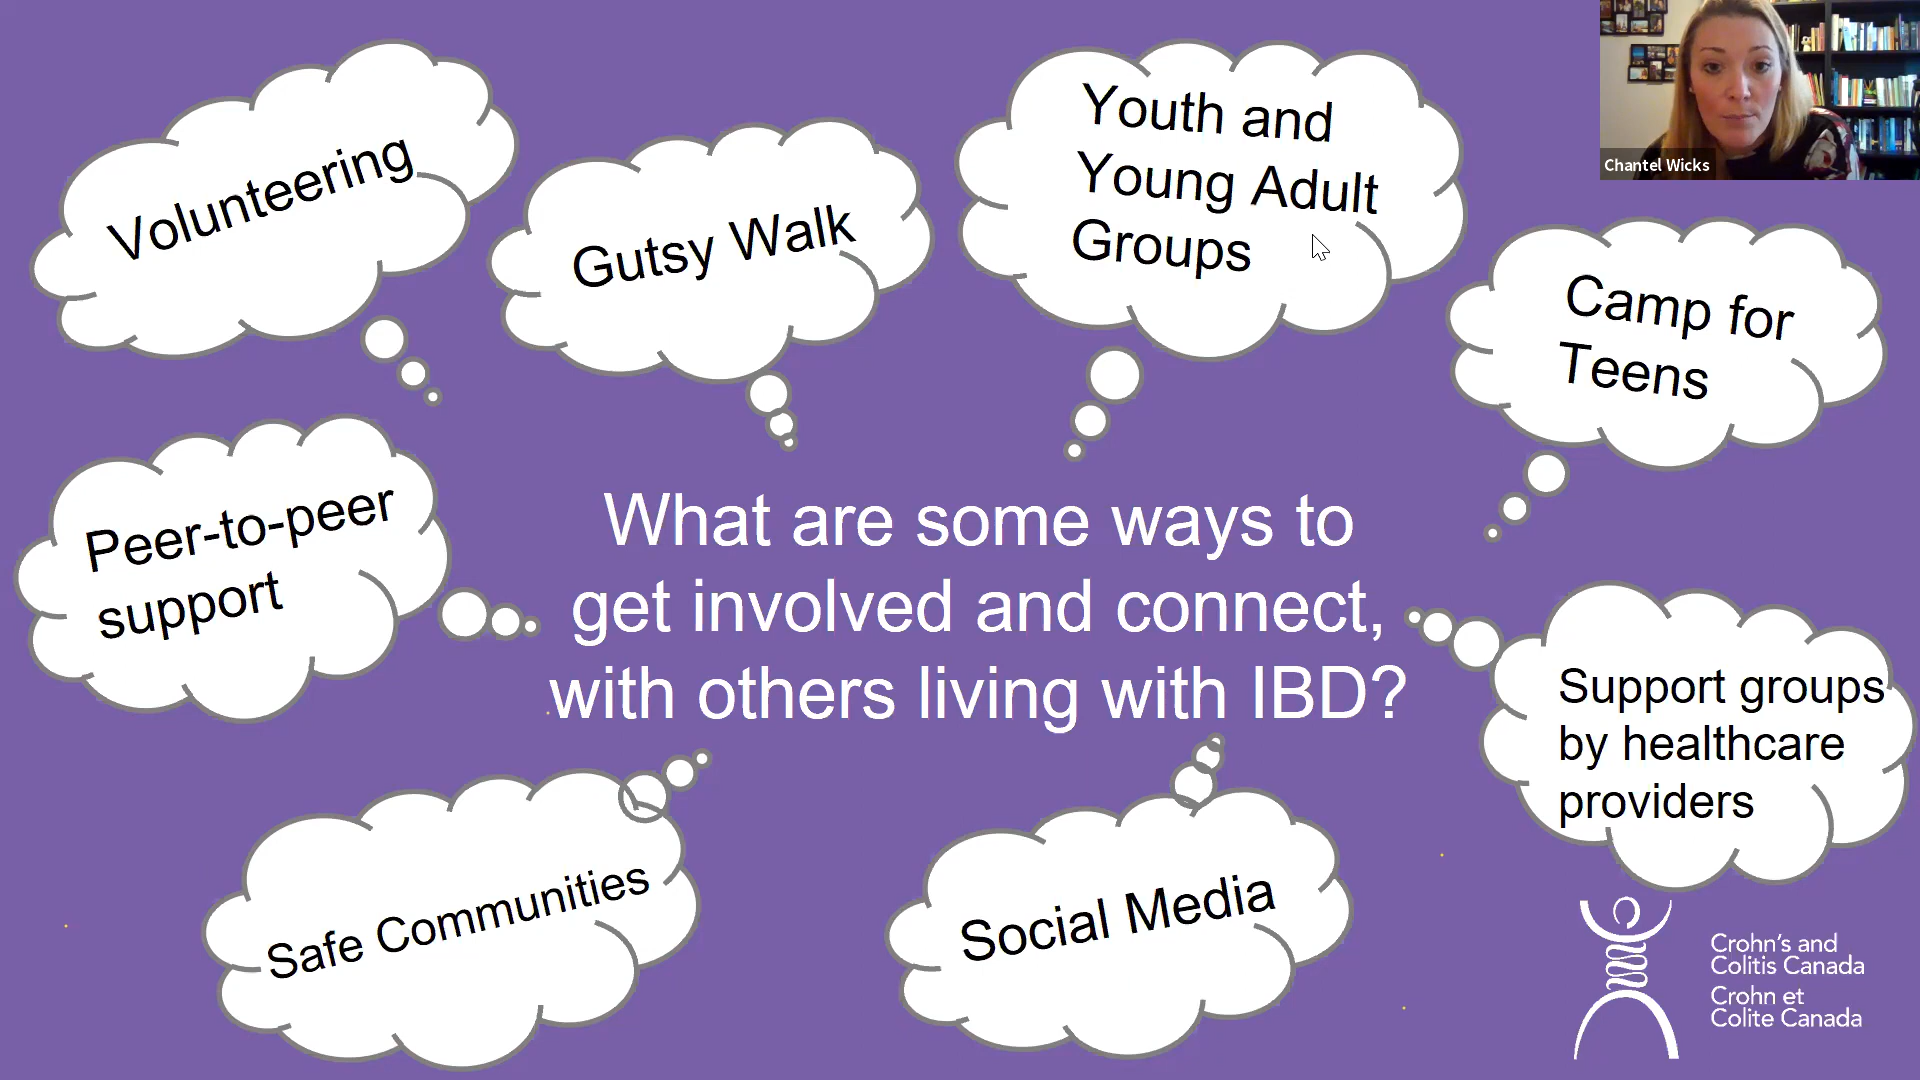 Volunteering
Gutsy Walk
Youth and
Young Adult
Groups
Chantel Wicks
Camp for
Teens
Peer-to-peer
support
What are some ways to
get involved and connect,
with others living with IBD?
Support groups
by healthcare
providers
Safe Communities
Social Media
Crohn's and
Colitis Canada
Crohn et
Colite Canada